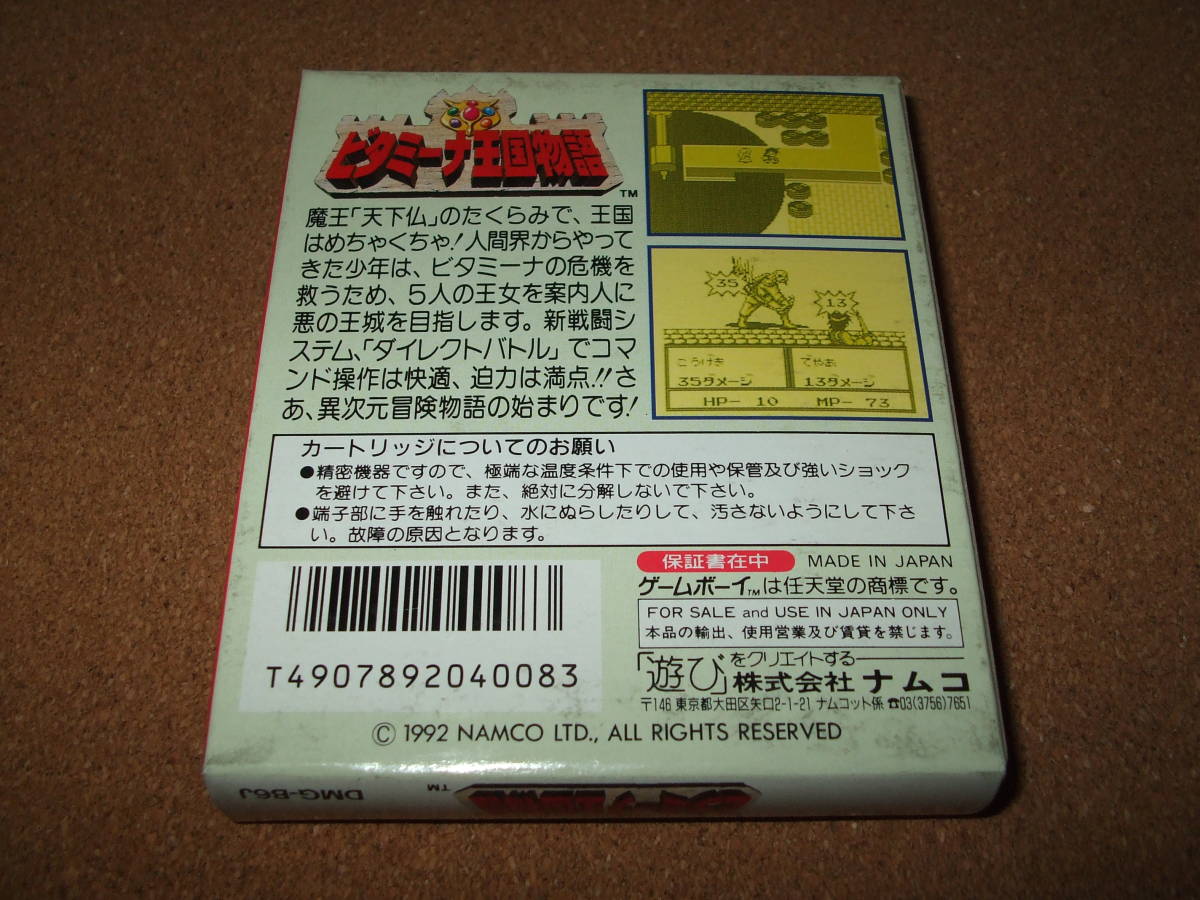 ビタミーナ王国物語
TM
魔王「天下仏」のたくらみで、王国
はめちゃくちゃ!人間界からやって
きた少年は、ビタミーナの危機を
救うため、5人の王女を案内人に
悪の王城を目指します。新戦闘シ
ステム、「ダイレクトバトル」でコマ
ンド操作は快適、迫力は満点!!さ
あ、異次元冒険物語の始まりです!
35
13
こうげき
35ダメージ
てやあ
13ダメージ
HP- 10 MP- 73
カートリッジについてのお願い
●精密機器ですので、極端な温度条件下での使用や保管及び強いショック
を避けて下さい。また、絶対に分解しないで下さい。
●端子部に手を触れたり、水にぬらしたりして、汚さないようにして下さ
い。故障の原因となります。
T4907892040083
保証書在中 MADE IN JAPAN
ゲームボーイTMは任天堂の商標です。
FOR SALE and USE IN JAPAN ONLY
本品の輸出、使用営業及び賃貸を禁じます。
「遊び」をクリエイトする
株式会社 ナムコ
〒146 東京都大田区矢口2-1-21 ナムコット係 ☎03(3756)7651
© 1992 NAMCO LTD., ALL RIGHTS RESERVED
DMG-B6J
TM
ビタミーナ王国物語